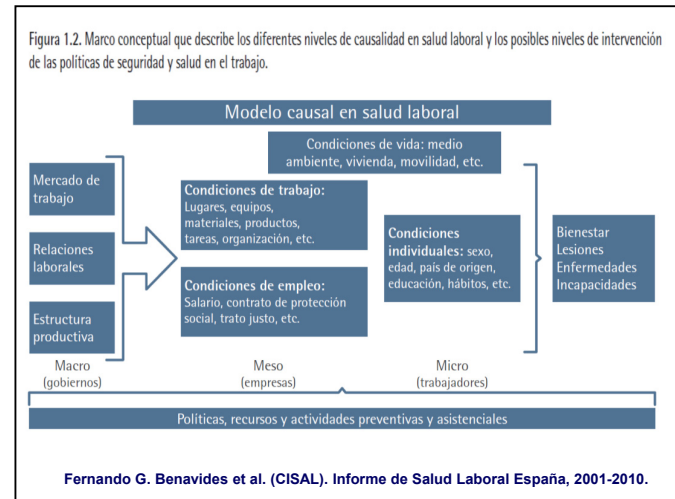 Figura 1.2. Marco conceptual que describe los diferentes niveles de causalidad en salud laboral y los posibles niveles de intervención
de las políticas de seguridad y salud en el trabajo.
Modelo causal en salud laboral
Condiciones de vida: medio
ambiente, vivienda, movilidad, etc.
Mercado de
trabajo
Relaciones
laborales
Estructura
productiva
Condiciones de trabajo:
Lugares, equipos,
materiales, productos,
tareas, organización, etc.
Condiciones de empleo:
Salario, contrato de protección
social, trato justo, etc.
Condiciones
individuales: sexo,
edad, país de origen,
educación, hábitos, etc.
Bienestar
Lesiones
Enfermedades
Incapacidades
Macro
(gobiernos)
Meso
(empresas)
Micro
(trabajadores)
Políticas, recursos y actividades preventivas y asistenciales
Fernando G. Benavides et al. (CISAL). Informe de Salud Laboral España, 2001-2010.